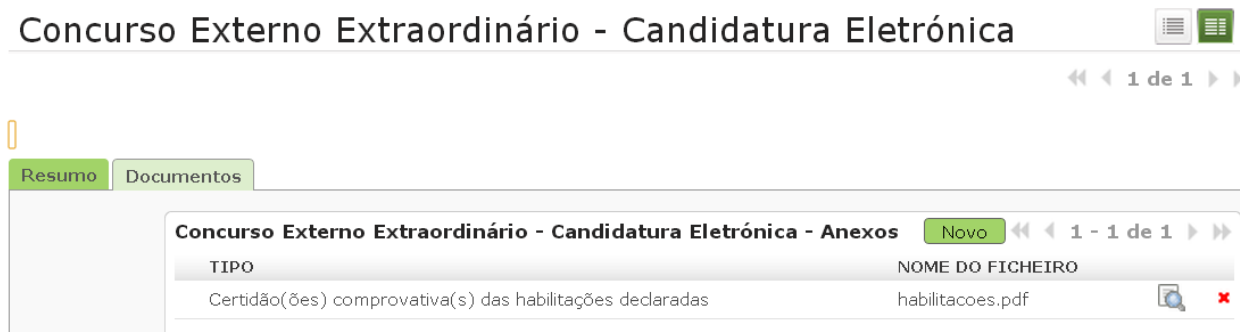 Concurso Externo Extraordinário - Candidatura Eletrónica
1 de 1
Resumo Documentos
Concurso Externo Extraordinário - Candidatura Eletrónica - Anexos Novo 1 - 1 de 1
TIPO NOME DO FICHEIRO
Certidão(ões) comprovativa(s) das habilitações declaradas habilitacoes.pdf